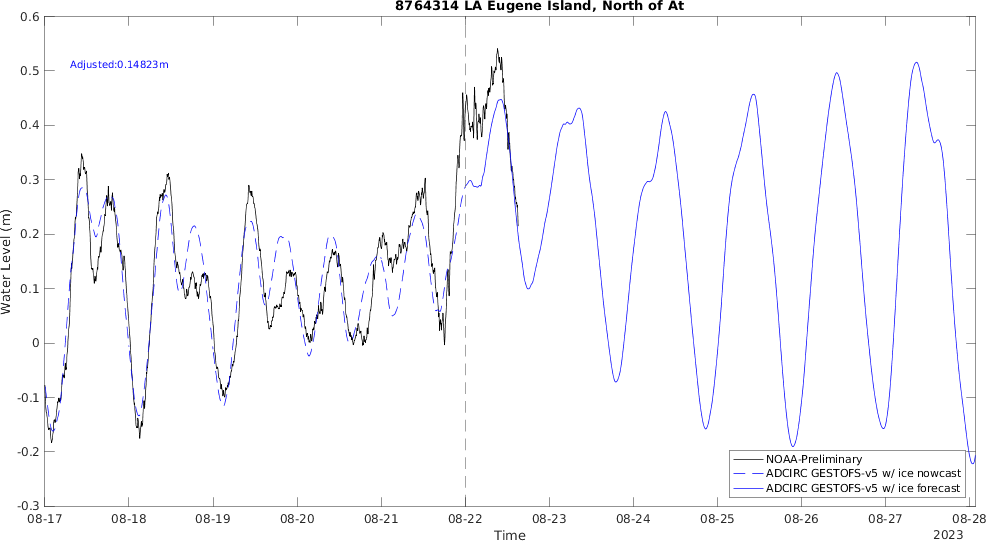 8764314 LA Eugene Island, North of At
Adjusted:0.14823m
Water Level (m)
0.6
0.5
0.4
0.3
0.2
0.1
0
-0.1
-0.2
-0.3
NOAA-Preliminary
ADCIRC GESTOFS-v5 w/ ice nowcast
ADCIRC GESTOFS-v5 w/ ice forecast
08-17 08-18 08-19 08-20 08-21 08-22 08-23 08-24 08-25 08-26 08-27 08-28
Time
2023